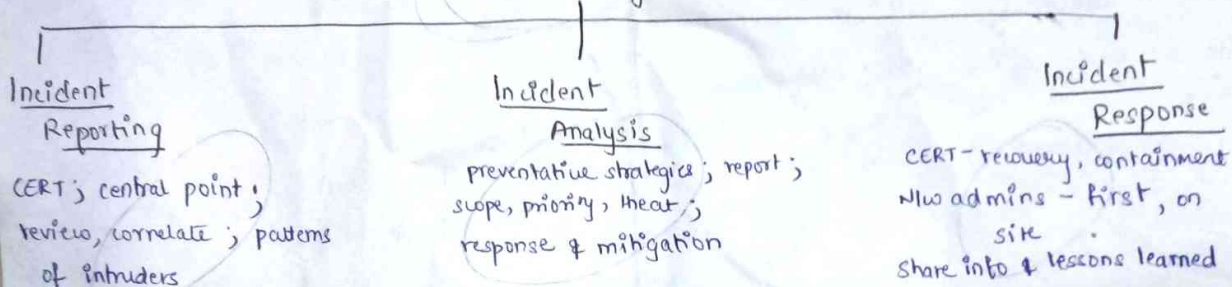 Incident
Reporting
CERT; central point;
review, correlate; patterns
of intruders
Incident
Analysis
preventative strategies; report;
scope, priority, threat;
response & mitigation
Incident
Response
CERT-recovery, containment
N/w admins - first, on
site
share info & lessons learned